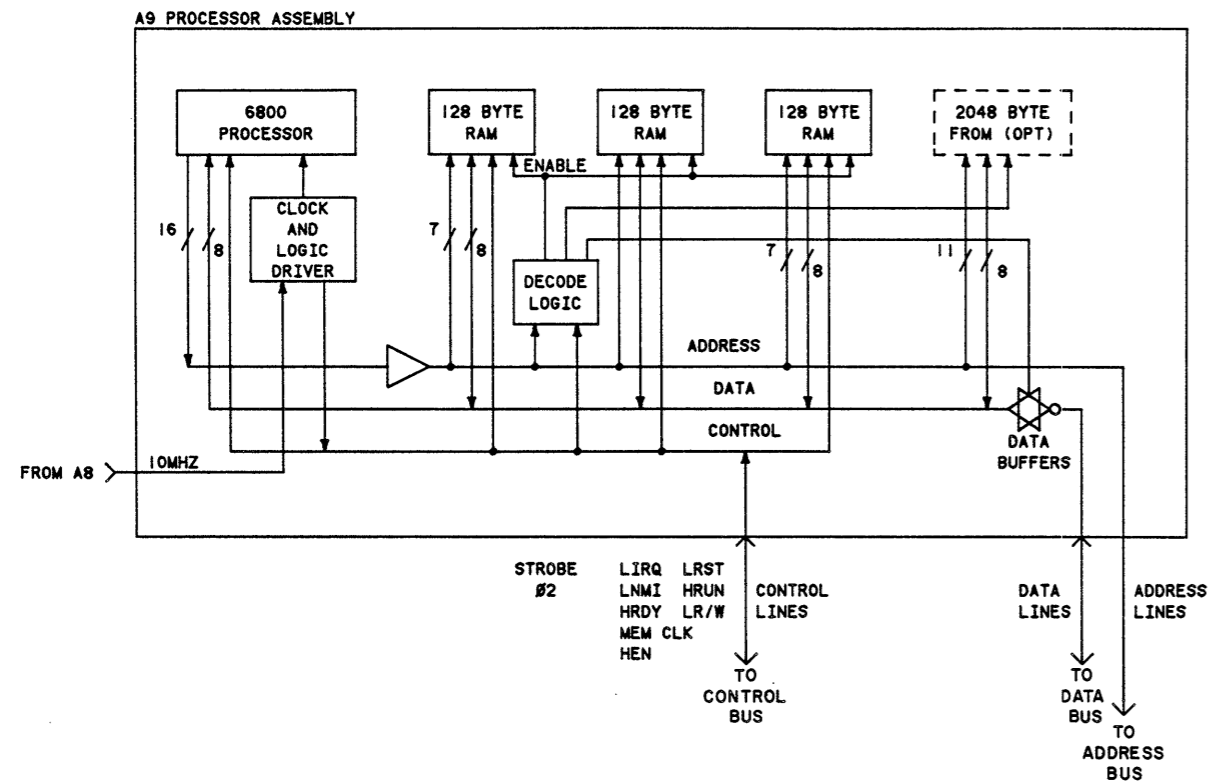 A9 PROCESSOR ASSEMBLY
6800
PROCESSOR
128 BYTE
RAM
128 BYTE
RAM
128 BYTE
RAM
2048 BYTE
FROM (OPT)
ENABLE
CLOCK
AND
LOGIC
DRIVER
16
8
7
8
7
8
11
8
DECODE
LOGIC
ADDRESS
DATA
CONTROL
DATA
BUFFERS
FROM A8
10MHZ
STROBE
Ø2
LIRQ LRST
LNMI HRUN
HRDY LR/W
MEM CLK
HEN
CONTROL
LINES
DATA
LINES
ADDRESS
LINES
TO
CONTROL
BUS
TO
DATA
BUS
TO
ADDRESS
BUS